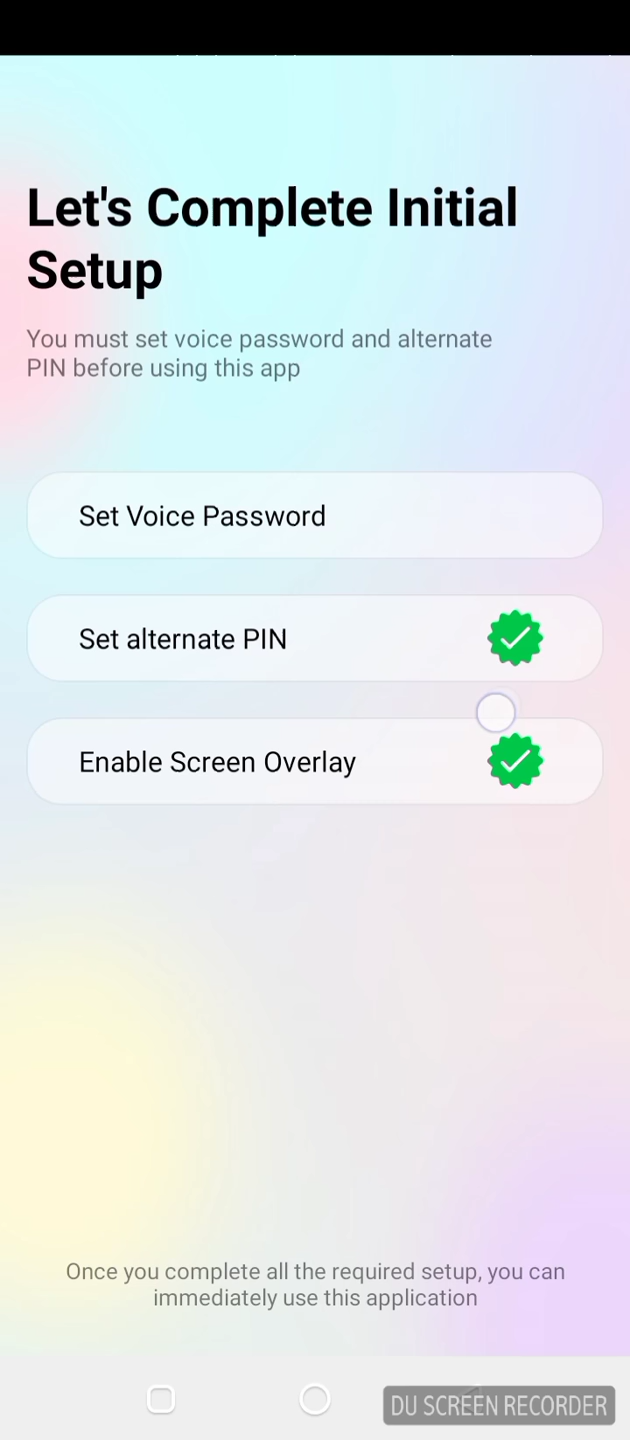 Let's Complete Initial
Setup
You must set voice password and alternate
PIN before using this app
Set Voice Password
Set alternate PIN
Enable Screen Overlay
Once you complete all the required setup, you can
immediately use this application
DU SCREEN RECORDER